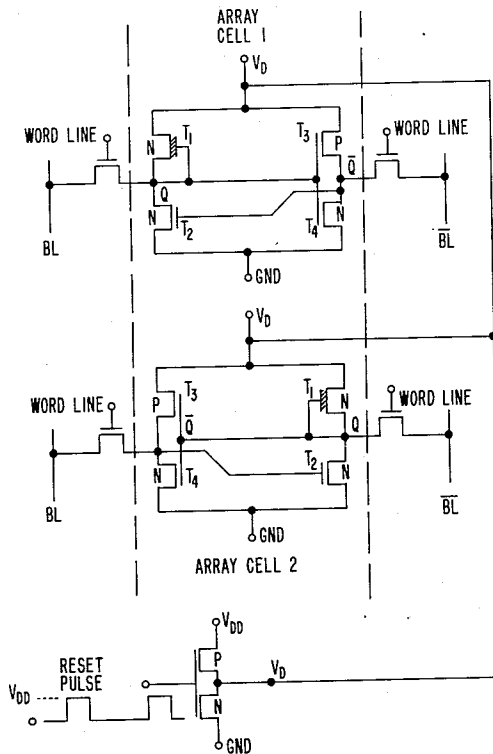 ARRAY
CELL 1
V_D
WORD LINE
N
T_1
T_3
P
WORD LINE
Q
Q̅
N
T_2
T_4
N
BL
B̅L̅
GND
V_D
WORD LINE
P
T_3
T_1
N
WORD LINE
Q̅
Q
N
T_4
T_2
N
BL
B̅L̅
GND
ARRAY CELL 2
V_DD
RESET
PULSE
P
V_D
V_DD
N
GND